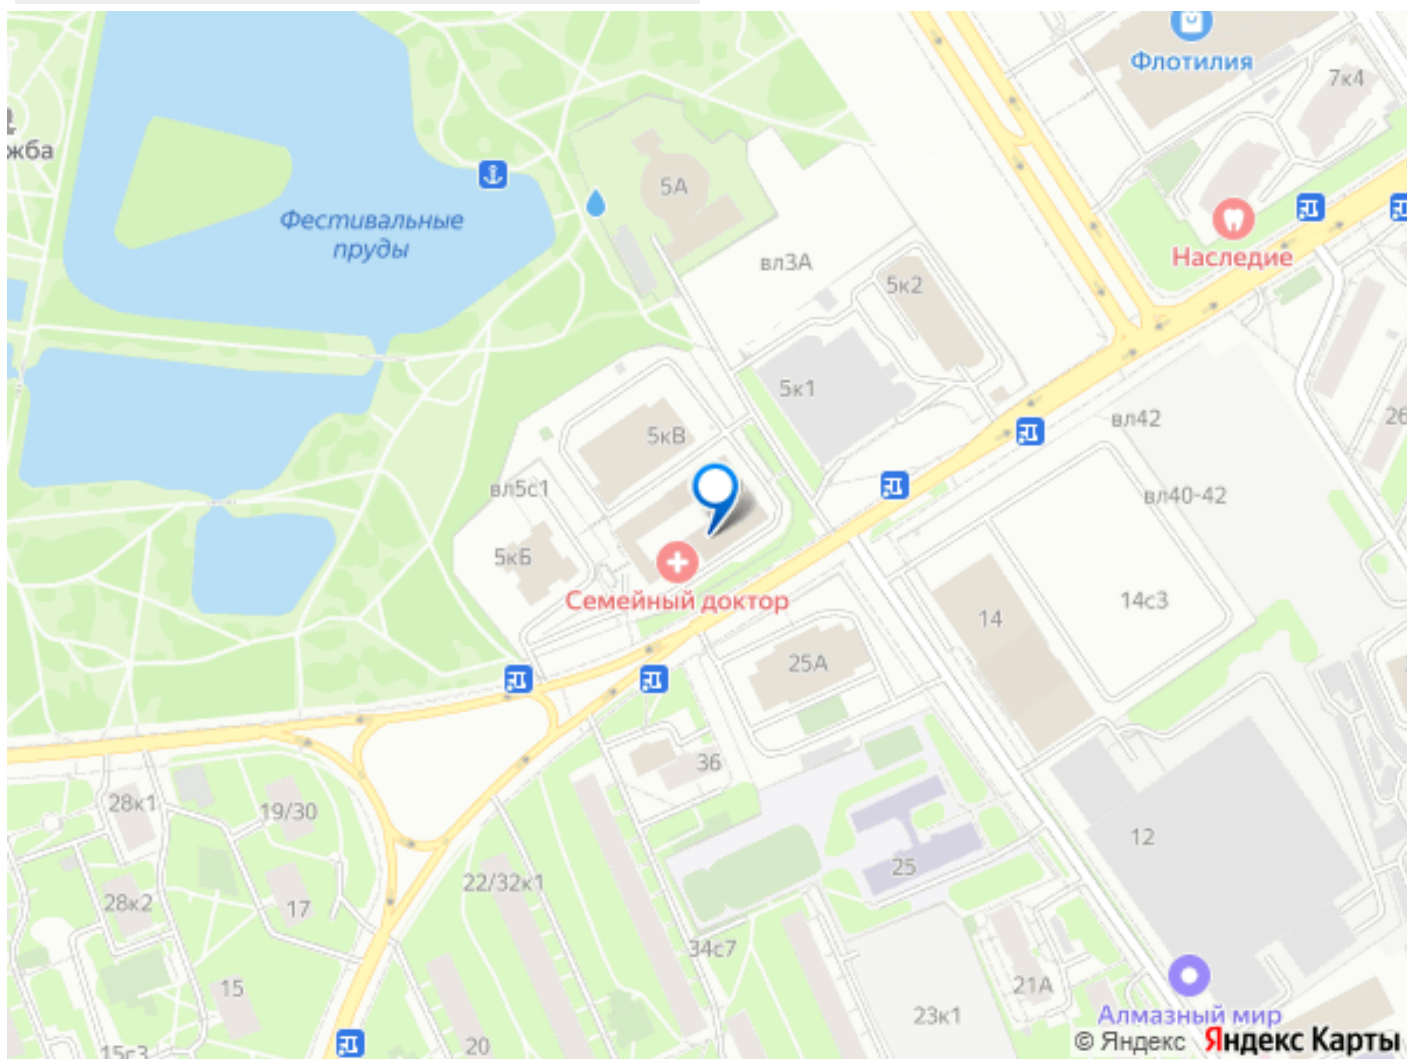 Флотилия
7к4
жба
5А
Фестивальные
пруды
Наследие
вл3А
5к2
5к1
вл42
26
5кВ
вл5с1
вл40-42
5кБ
Семейный доктор
14с3
14
25А
36
28к1
19/30
12
25
22/32к1
28к2
17
34с7
15
21А
23к1
Алмазный мир
20
15с3
© Яндекс Яндекс Карты